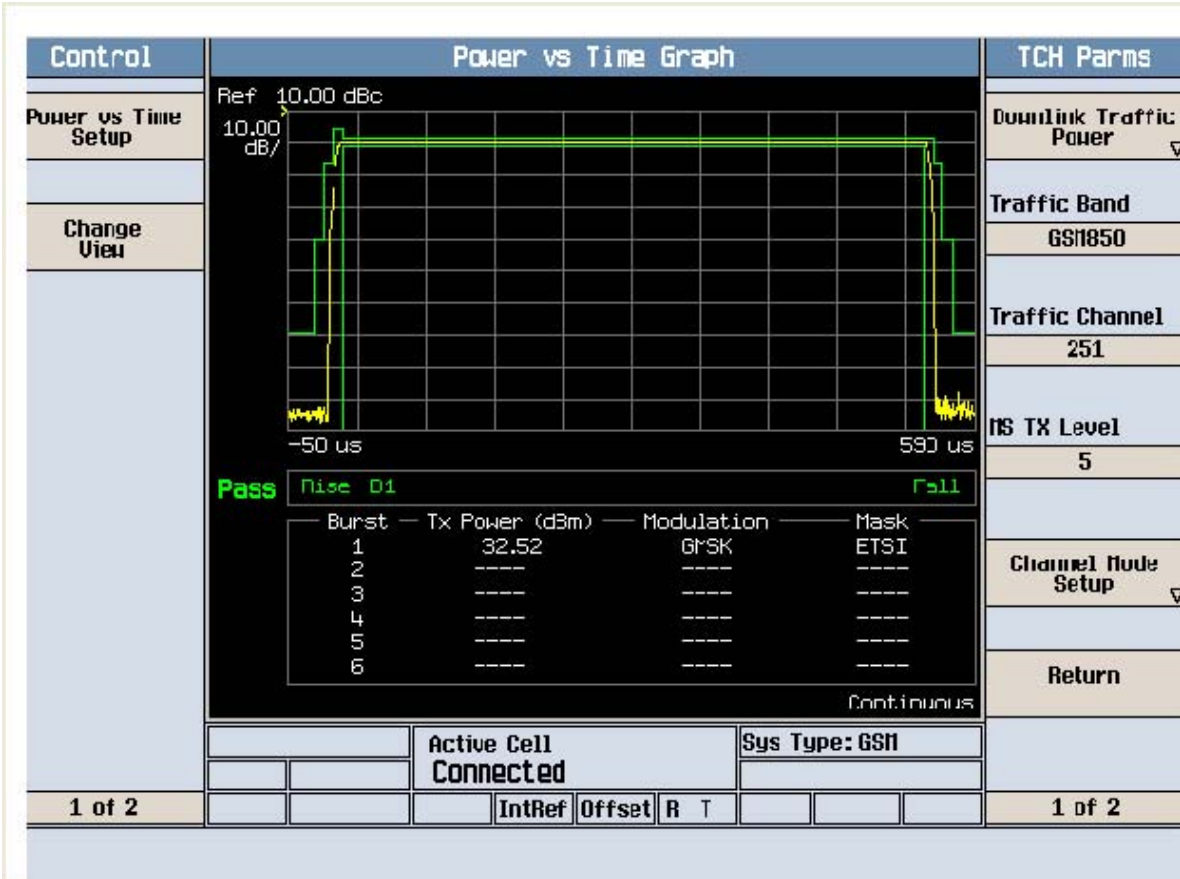 Control
Power vs Time Graph
TCH Parms
Power vs Time
Setup
Change
View
1 of 2
Ref 10.00 dBc
10.00
dB/
-50 us
590 us
Pass
Rise 01
Fall
Burst Tx Power (dBm) Modulation Mask
1 32.52 GMSK ETSI
2 ---- ---- ----
3 ---- ---- ----
4 ---- ---- ----
5 ---- ---- ----
6 ---- ---- ----
Continuous
Active Cell
Connected
Sys Type: GSM
IntRef Offset R T
Downlink Traffic
Power
Traffic Band
GSM850
Traffic Channel
251
MS TX Level
5
Channel Mode
Setup
Return
1 of 2